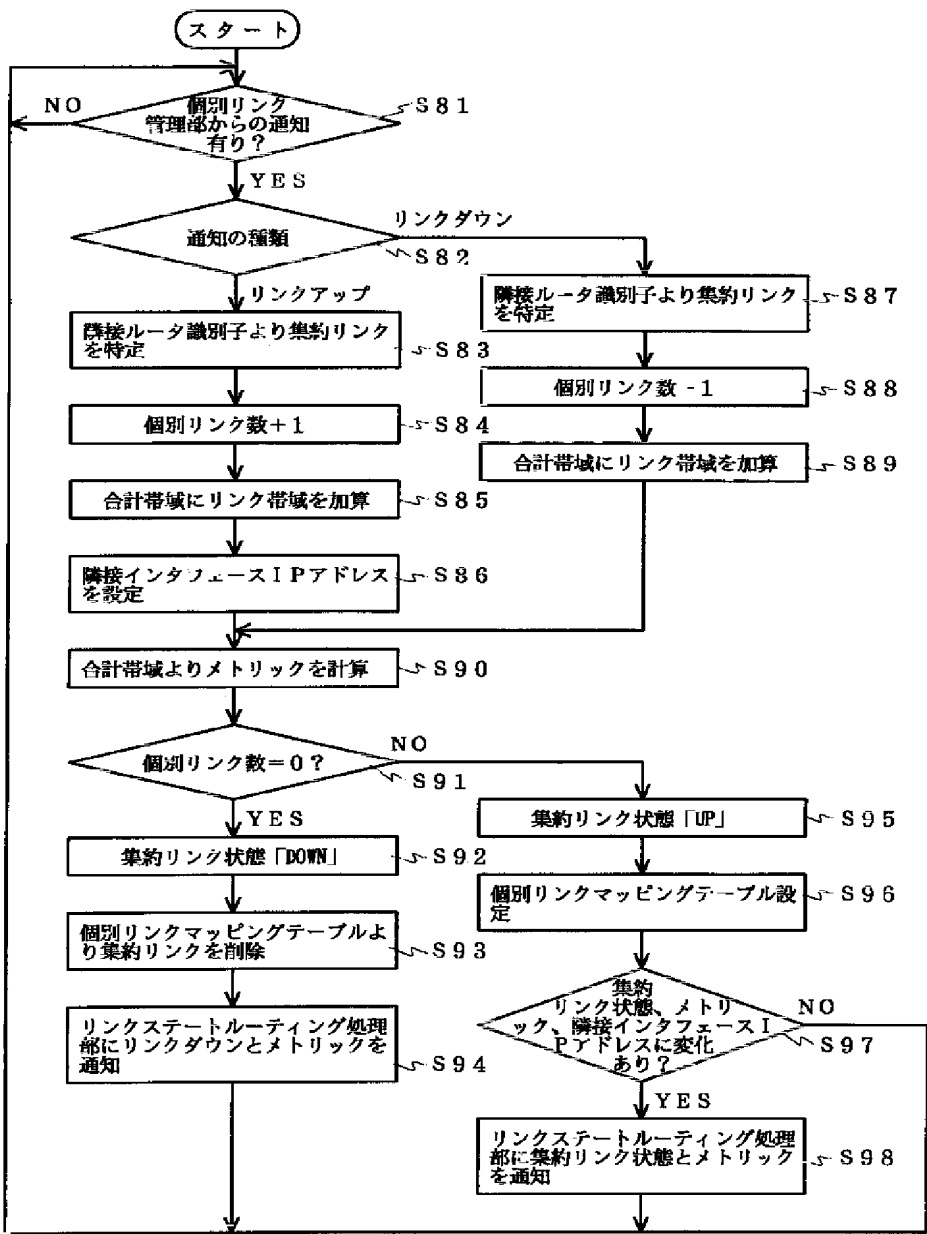 スタート
個別リンク
管理部からの通知
有り？
NO
S81
YES
通知の種類
リンクダウン
S82
リンクアップ
隣接ルータ識別子より集約リンク
を特定
S83
個別リンク数+1
S84
合計帯域にリンク帯域を加算
S85
隣接インタフェースIPアドレス
を設定
S86
隣接ルータ識別子より集約リンク
を特定
S87
個別リンク数-1
S88
合計帯域にリンク帯域を加算
S89
合計帯域よりメトリックを計算
S90
個別リンク数=0？
NO
S91
YES
集約リンク状態「DOWN」
S92
個別リンクマッピングテーブルよ
り集約リンクを削除
S93
リンクステートルーティング処理
部にリンクダウンとメトリックを
通知
S94
集約リンク状態「UP」
S95
個別リンクマッピングテーブル設
定
S96
集約
リンク状態、メトリ
ック、隣接インタフェースI
Pアドレスに変化
あり？
NO
S97
YES
リンクステートルーティング処理
部に集約リンク状態とメトリック
を通知
S98